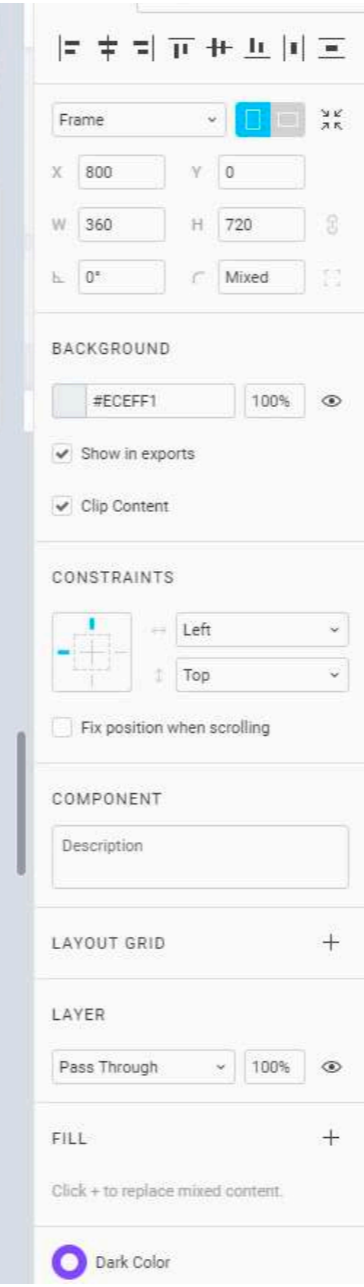 Frame
X 800 Y 0
W 360 H 720
0° Mixed
BACKGROUND
#ECEFF1 100%
Show in exports
Clip Content
CONSTRAINTS
Left
Top
Fix position when scrolling
COMPONENT
Description
LAYOUT GRID +
LAYER
Pass Through 100%
FILL +
Click + to replace mixed content.
Dark Color